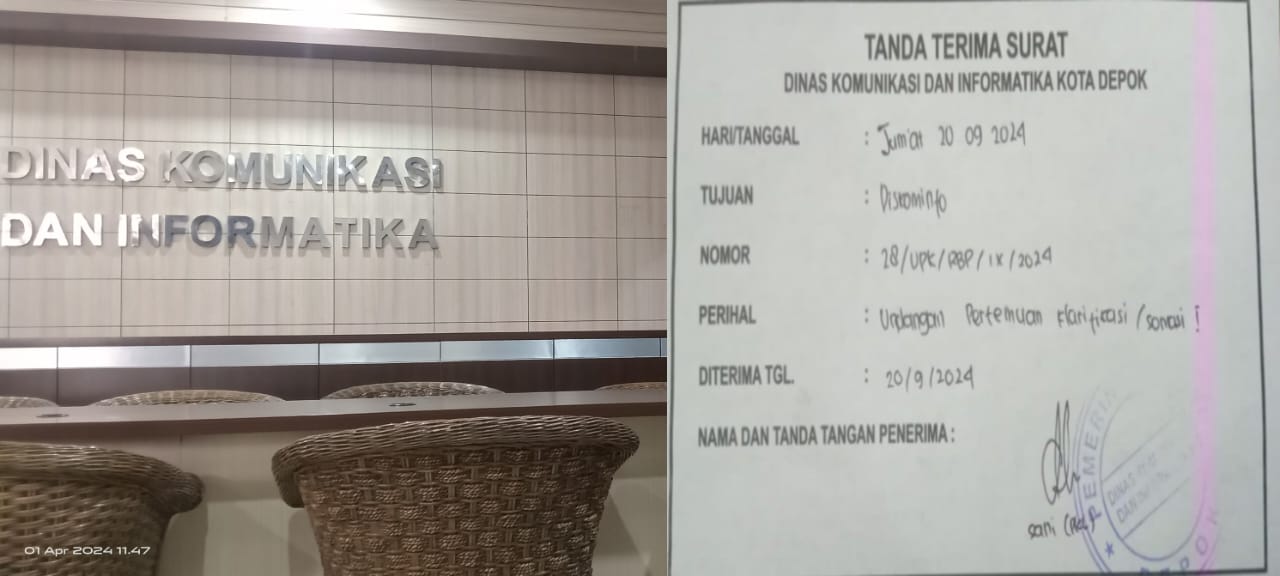 DINAS KOMUNIKASI
DAN INFORMATIKA
01 Apr 2024 11.47
TANDA TERIMA SURAT
DINAS KOMUNIKASI DAN INFORMATIKA KOTA DEPOK
HARI/TANGGAL : Jum'at 20 09 2024
TUJUAN : Diskominfo
NOMOR : 28/UPK/RBP/IX/2024
PERIHAL : Undangan Pertemuan klarifikasi /
DITERIMA TGL. : 20/9/2024
NAMA DAN TANDA TANGAN PENERIMA :
sani